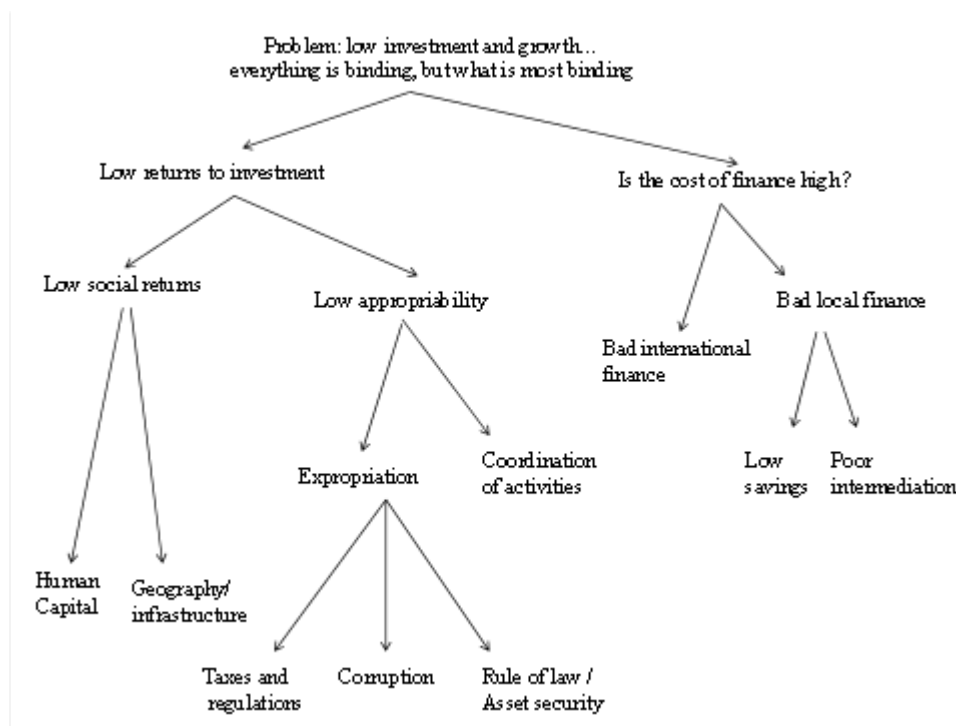 Problem: low investment and growth...
everything is binding, but what is most binding
Low returns to investment
Is the cost of finance high?
Low social returns
Low appropriability
Bad local finance
Bad international
finance
Expropriation
Coordination
of activities
Low
savings
Poor
intermediation
Human
Capital
Geography/
infrastructure
Taxes and
regulations
Corruption
Rule of law /
Asset security